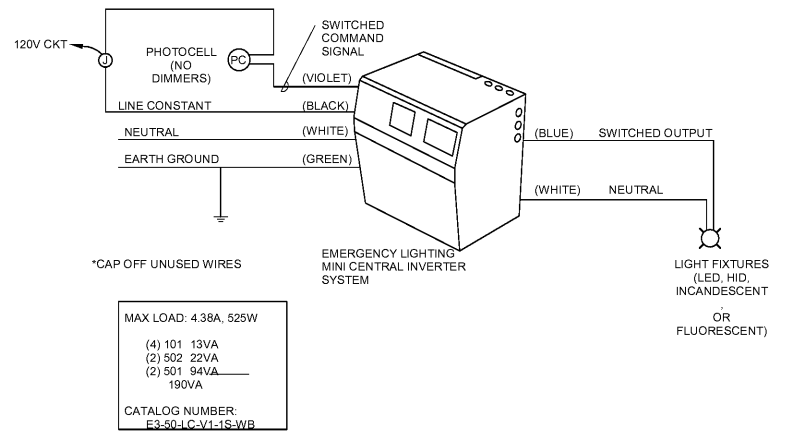 SWITCHED
COMMAND
SIGNAL
120V CKT
J
PHOTOCELL
(NO
DIMMERS)
PC
(VIOLET)
LINE CONSTANT (BLACK)
NEUTRAL (WHITE)
(BLUE) SWITCHED OUTPUT
EARTH GROUND (GREEN)
(WHITE) NEUTRAL
*CAP OFF UNUSED WIRES
EMERGENCY LIGHTING
MINI CENTRAL INVERTER
SYSTEM
LIGHT FIXTURES
(LED, HID,
INCANDESCENT
,
OR
FLUORESCENT)
MAX LOAD: 4.38A, 525W
(4) 101 13VA
(2) 502 22VA
(2) 501 94VA
190VA
CATALOG NUMBER:
E3-50-LC-V1-1S-WB